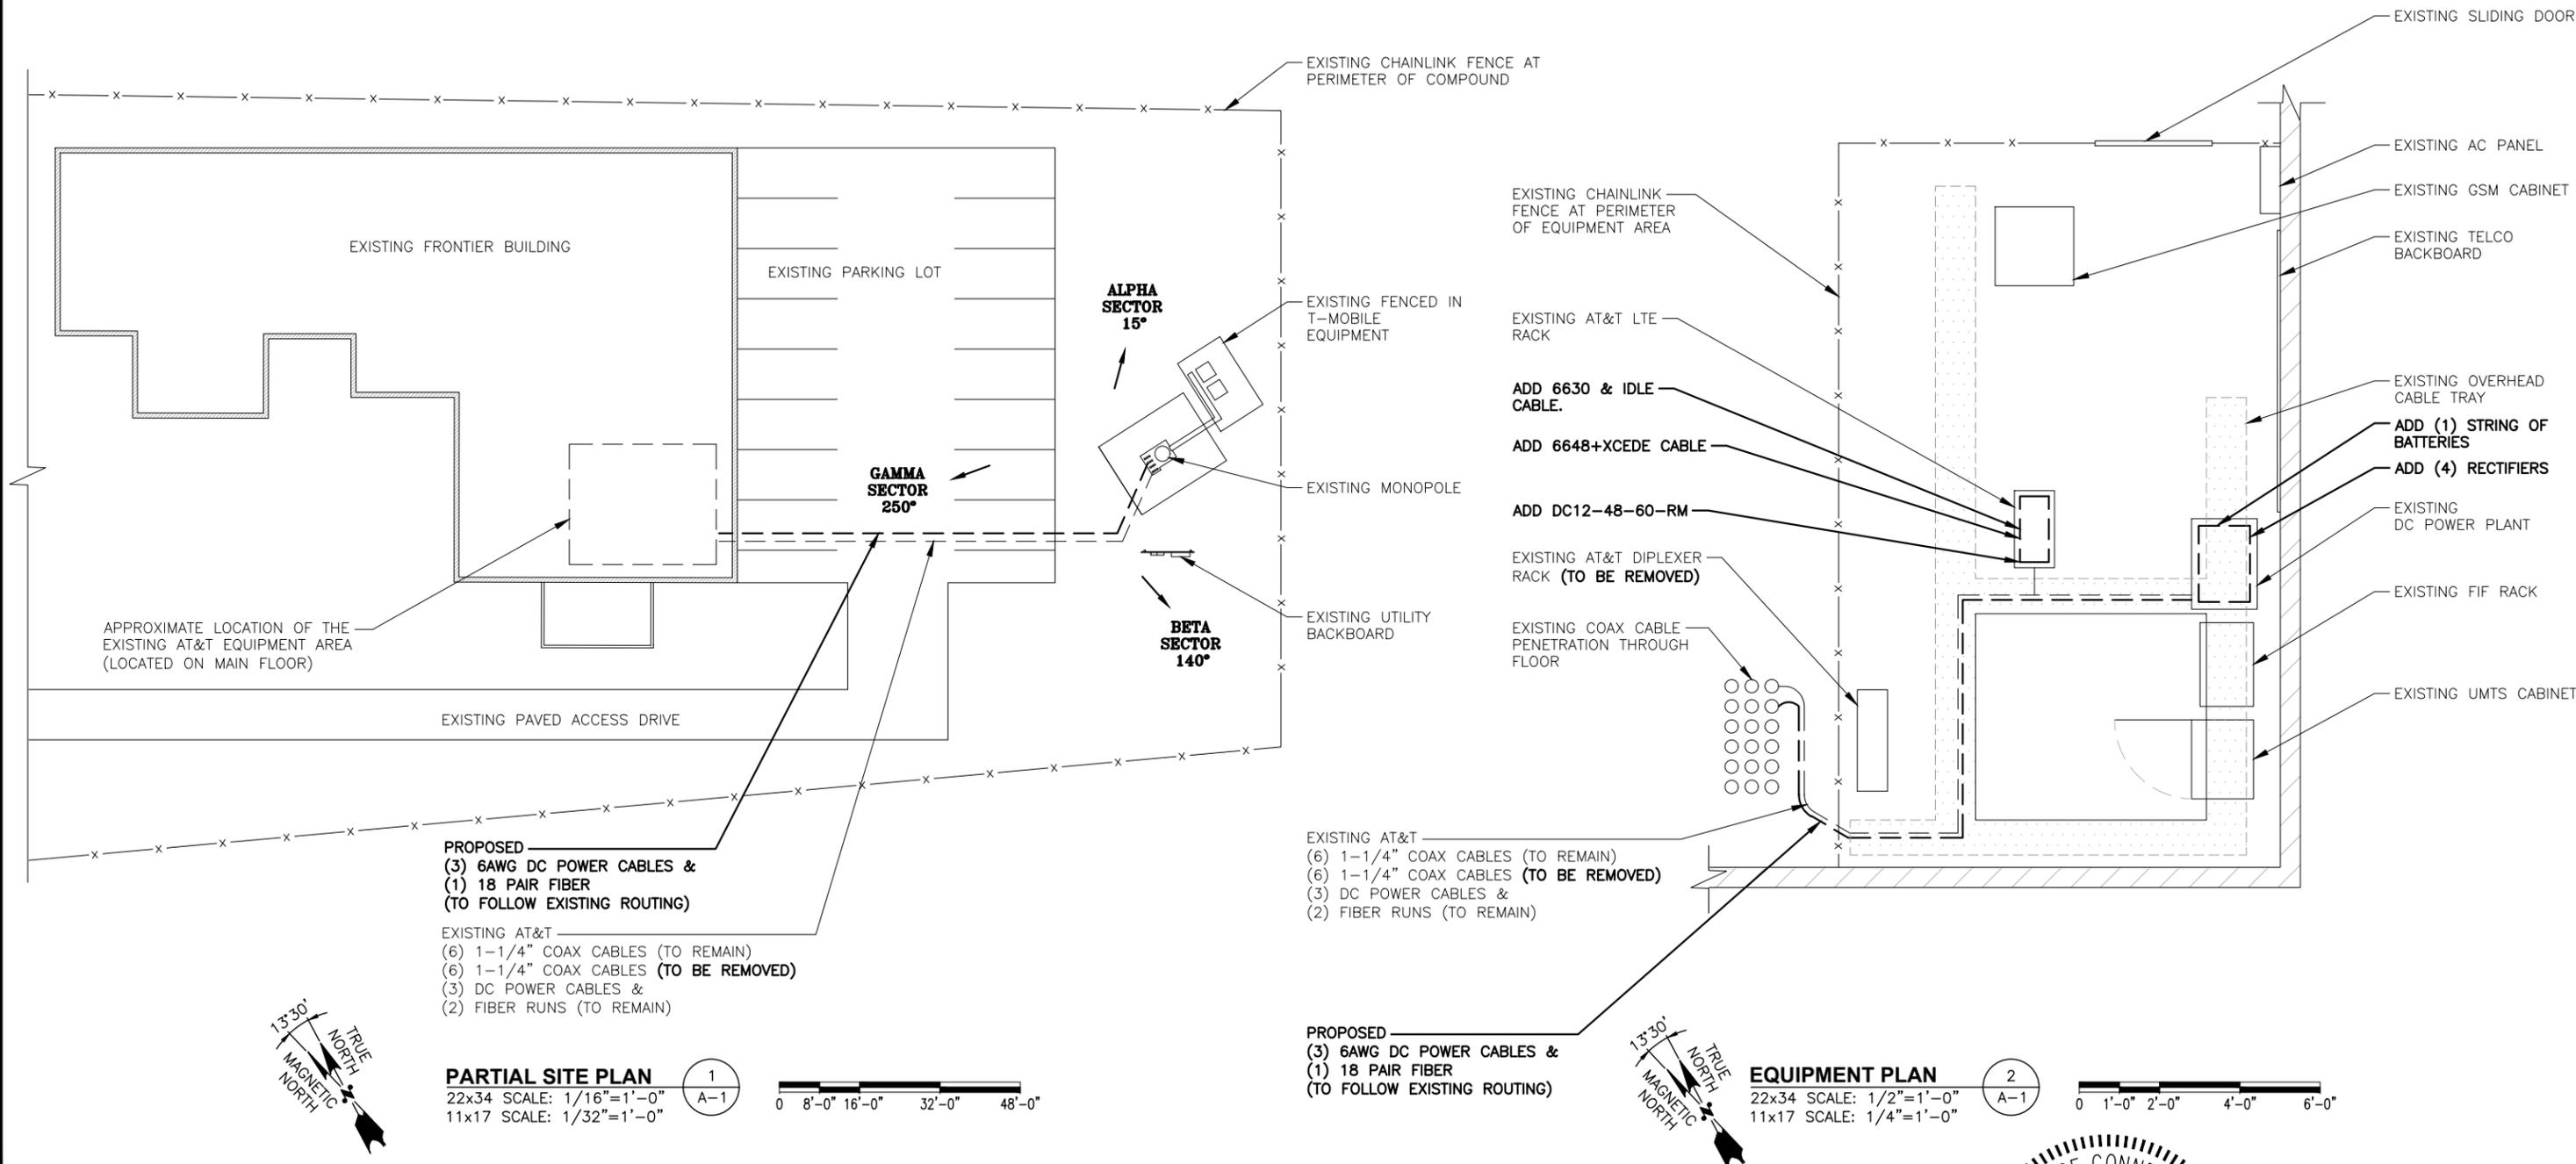 EXISTING CHAINLINK FENCE AT
PERIMETER OF COMPOUND
EXISTING FRONTIER BUILDING
EXISTING PARKING LOT
ALPHA
SECTOR
15°
EXISTING FENCED IN
T-MOBILE
EQUIPMENT
GAMMA
SECTOR
250°
EXISTING MONOPOLE
EXISTING UTILITY
BACKBOARD
BETA
SECTOR
140°
APPROXIMATE LOCATION OF THE
EXISTING AT&T EQUIPMENT AREA
(LOCATED ON MAIN FLOOR)
EXISTING PAVED ACCESS DRIVE
PROPOSED
(3) 6AWG DC POWER CABLES &
(1) 18 PAIR FIBER
(TO FOLLOW EXISTING ROUTING)
EXISTING AT&T
(6) 1-1/4" COAX CABLES (TO REMAIN)
(6) 1-1/4" COAX CABLES (TO BE REMOVED)
(3) DC POWER CABLES &
(2) FIBER RUNS (TO REMAIN)
13°30'
TRUE
NORTH
MAGNETIC
NORTH
PARTIAL SITE PLAN
22x34 SCALE: 1/16"=1'-0"
11x17 SCALE: 1/32"=1'-0"
1
A-1
0 8'-0" 16'-0" 32'-0" 48'-0"
EXISTING SLIDING DOOR
EXISTING AC PANEL
EXISTING GSM CABINET
EXISTING TELCO
BACKBOARD
EXISTING CHAINLINK
FENCE AT PERIMETER
OF EQUIPMENT AREA
EXISTING AT&T LTE
RACK
ADD 6630 & IDLE
CABLE.
ADD 6648+XCEDE CABLE
ADD DC12-48-60-RM
EXISTING AT&T DIPLEXER
RACK (TO BE REMOVED)
EXISTING COAX CABLE
PENETRATION THROUGH
FLOOR
EXISTING OVERHEAD
CABLE TRAY
ADD (1) STRING OF
BATTERIES
ADD (4) RECTIFIERS
EXISTING
DC POWER PLANT
EXISTING FIF RACK
EXISTING UMTS CABINET
EXISTING AT&T
(6) 1-1/4" COAX CABLES (TO REMAIN)
(6) 1-1/4" COAX CABLES (TO BE REMOVED)
(3) DC POWER CABLES &
(2) FIBER RUNS (TO REMAIN)
PROPOSED
(3) 6AWG DC POWER CABLES &
(1) 18 PAIR FIBER
(TO FOLLOW EXISTING ROUTING)
13°30'
TRUE
NORTH
MAGNETIC
NORTH
EQUIPMENT PLAN
22x34 SCALE: 1/2"=1'-0"
11x17 SCALE: 1/4"=1'-0"
2
A-1
0 1'-0" 2'-0" 4'-0" 6'-0"